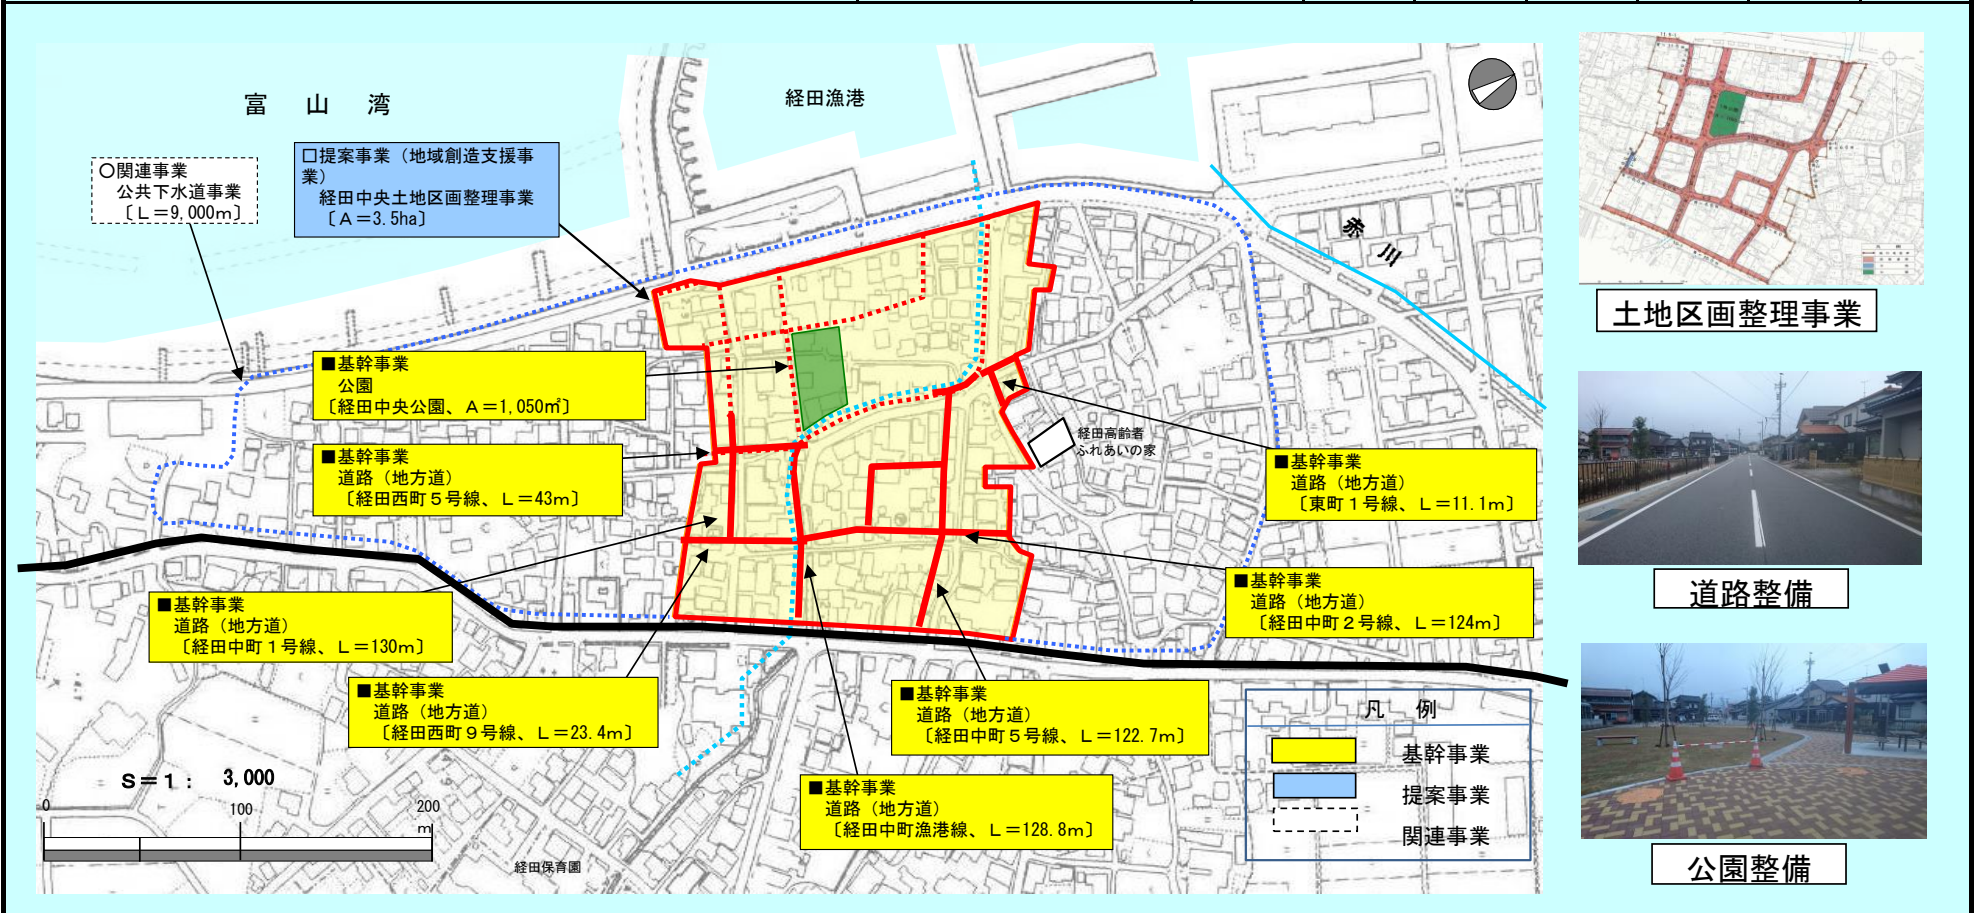 富 山 湾
経田漁港
○関連事業
公共下水道事業
〔L=9,000m〕
□提案事業（地域創造支援事
業）
経田中央土地区画整理事業
〔A=3.5ha〕
赤 川
■基幹事業
公園
〔経田中央公園、A=1,050㎡〕
■基幹事業
道路（地方道）
〔経田西町５号線、L=43m〕
経田高齢者
ふれあいの家
■基幹事業
道路（地方道）
〔東町１号線、L=11.1m〕
■基幹事業
道路（地方道）
〔経田中町２号線、L=124m〕
■基幹事業
道路（地方道）
〔経田中町１号線、L=130m〕
■基幹事業
道路（地方道）
〔経田西町９号線、L=23.4m〕
■基幹事業
道路（地方道）
〔経田中町５号線、L=122.7m〕
■基幹事業
道路（地方道）
〔経田中町漁港線、L=128.8m〕
S=1： 3,000
0 100 200
m
経田保育園
凡 例
基幹事業
提案事業
関連事業
土地区画整理事業
道路整備
公園整備